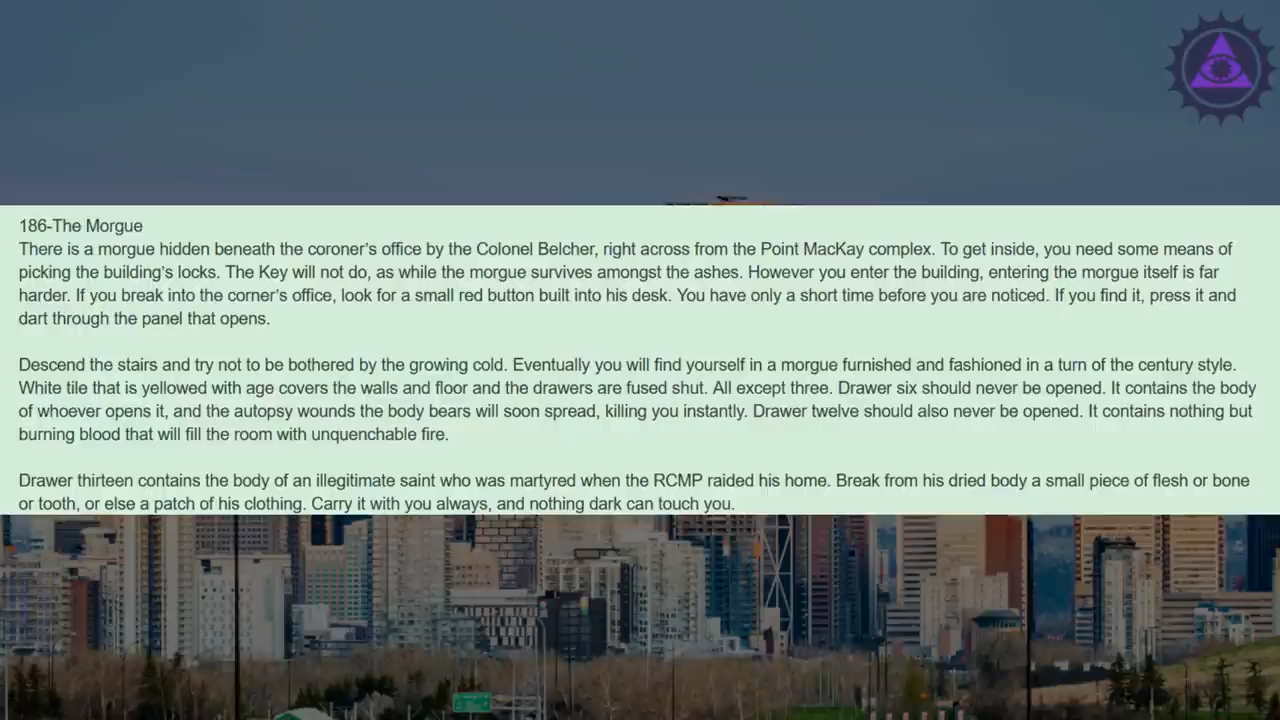 186-The Morgue
There is a morgue hidden beneath the coroner's office by the Colonel Belcher, right across from the Point MacKay complex. To get inside, you need some means of
picking the building's locks. The Key will not do, as while the morgue survives amongst the ashes. However you enter the building, entering the morgue itself is far
harder. If you break into the corner's office, look for a small red button built into his desk. You have only a short time before you are noticed. If you find it, press it and
dart through the panel that opens.
Descend the stairs and try not to be bothered by the growing cold. Eventually you will find yourself in a morgue furnished and fashioned in a turn of the century style.
White tile that is yellowed with age covers the walls and floor and the drawers are fused shut. All except three. Drawer six should never be opened. It contains the body
of whoever opens it, and the autopsy wounds the body bears will soon spread, killing you instantly. Drawer twelve should also never be opened. It contains nothing but
burning blood that will fill the room with unquenchable fire.
Drawer thirteen contains the body of an illegitimate saint who was martyred when the RCMP raided his home. Break from his dried body a small piece of flesh or bone
or tooth, or else a patch of his clothing. Carry it with you always, and nothing dark can touch you.